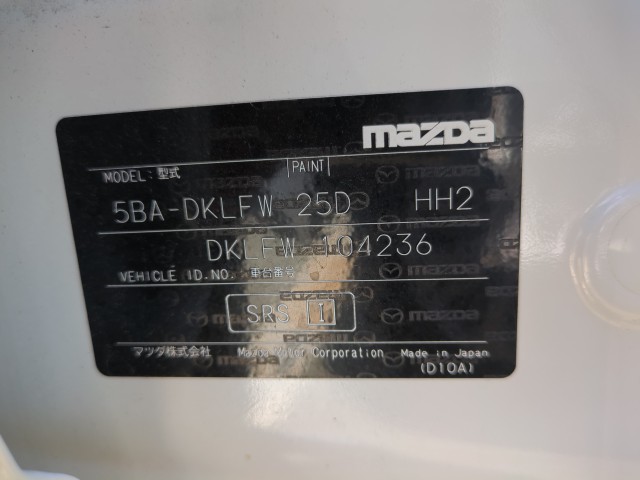 mazda
MODEL: 型式 |PAINT|
5BA-DKLFW 25D HH2
DKLFW 104236
VEHICLE ID.NO. 車台番号
SRS I
マツダ株式会社 Mazda Motor Corporation Made in Japan
(D10A)